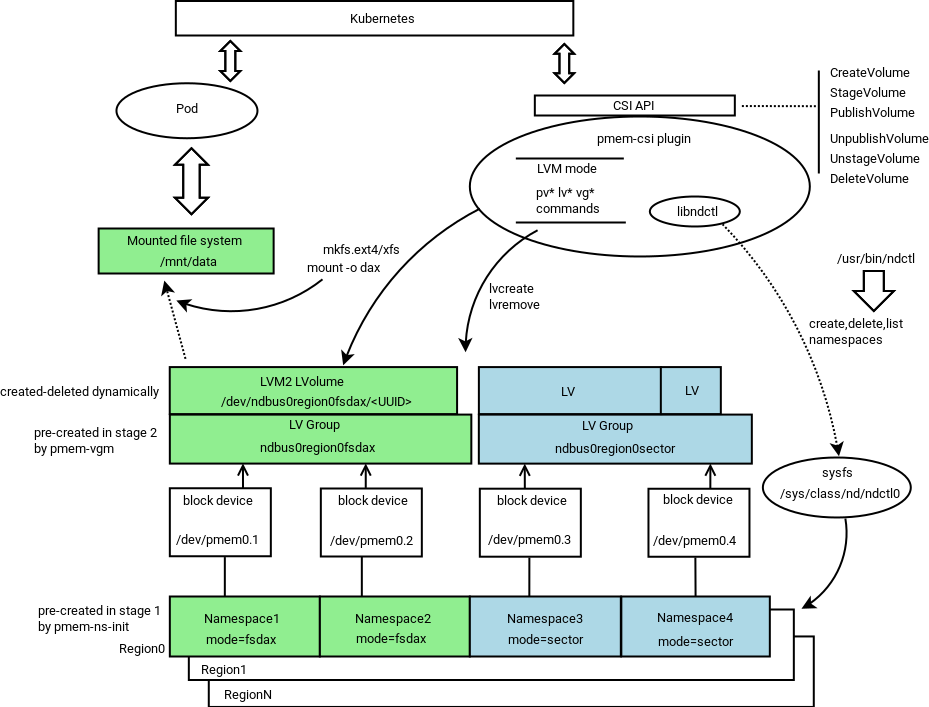 Kubernetes
Pod
CSI API
CreateVolume
StageVolume
PublishVolume
UnpublishVolume
UnstageVolume
DeleteVolume
pmem-csi plugin
LVM mode
pv* lv* vg*
commands
libndctl
Mounted file system
/mnt/data
mkfs.ext4/xfs
mount -o dax
lvcreate
lvremove
/usr/bin/ndctl
create,delete,list
namespaces
created-deleted dynamically
LVM2 LVolume
/dev/ndbus0region0fsdax/<UUID>
LV
LV
pre-created in stage 2
by pmem-vgm
LV Group
ndbus0region0fsdax
LV Group
ndbus0region0sector
sysfs
/sys/class/nd/ndctl0
block device
/dev/pmem0.1
block device
/dev/pmem0.2
block device
/dev/pmem0.3
block device
/dev/pmem0.4
pre-created in stage 1
by pmem-ns-init
Region0
Namespace1
mode=fsdax
Namespace2
mode=fsdax
Namespace3
mode=sector
Namespace4
mode=sector
Region1
RegionN